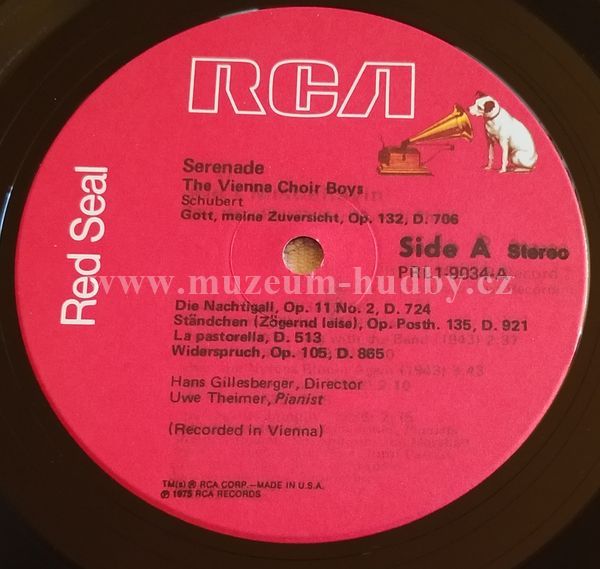 RCA
Red Seal
Serenade
The Vienna Choir Boys
Schubert
Gott, meine Zuversicht, Op. 132, D. 706
Side A Stereo
PRL1-9034-A
www.muzeum-hudby.cz
Die Nachtigall, Op. 11 No. 2, D. 724
Ständchen (Zögernd leise), Op. Posth. 135, D. 921
La pastorella, D. 513
Widerspruch, Op. 105, D. 865
Hans Gillesberger, Director
Uwe Theimer, Pianist
(Recorded in Vienna)
TM(s) ® RCA CORP.—MADE IN U.S.A.
℗ 1975 RCA RECORDS